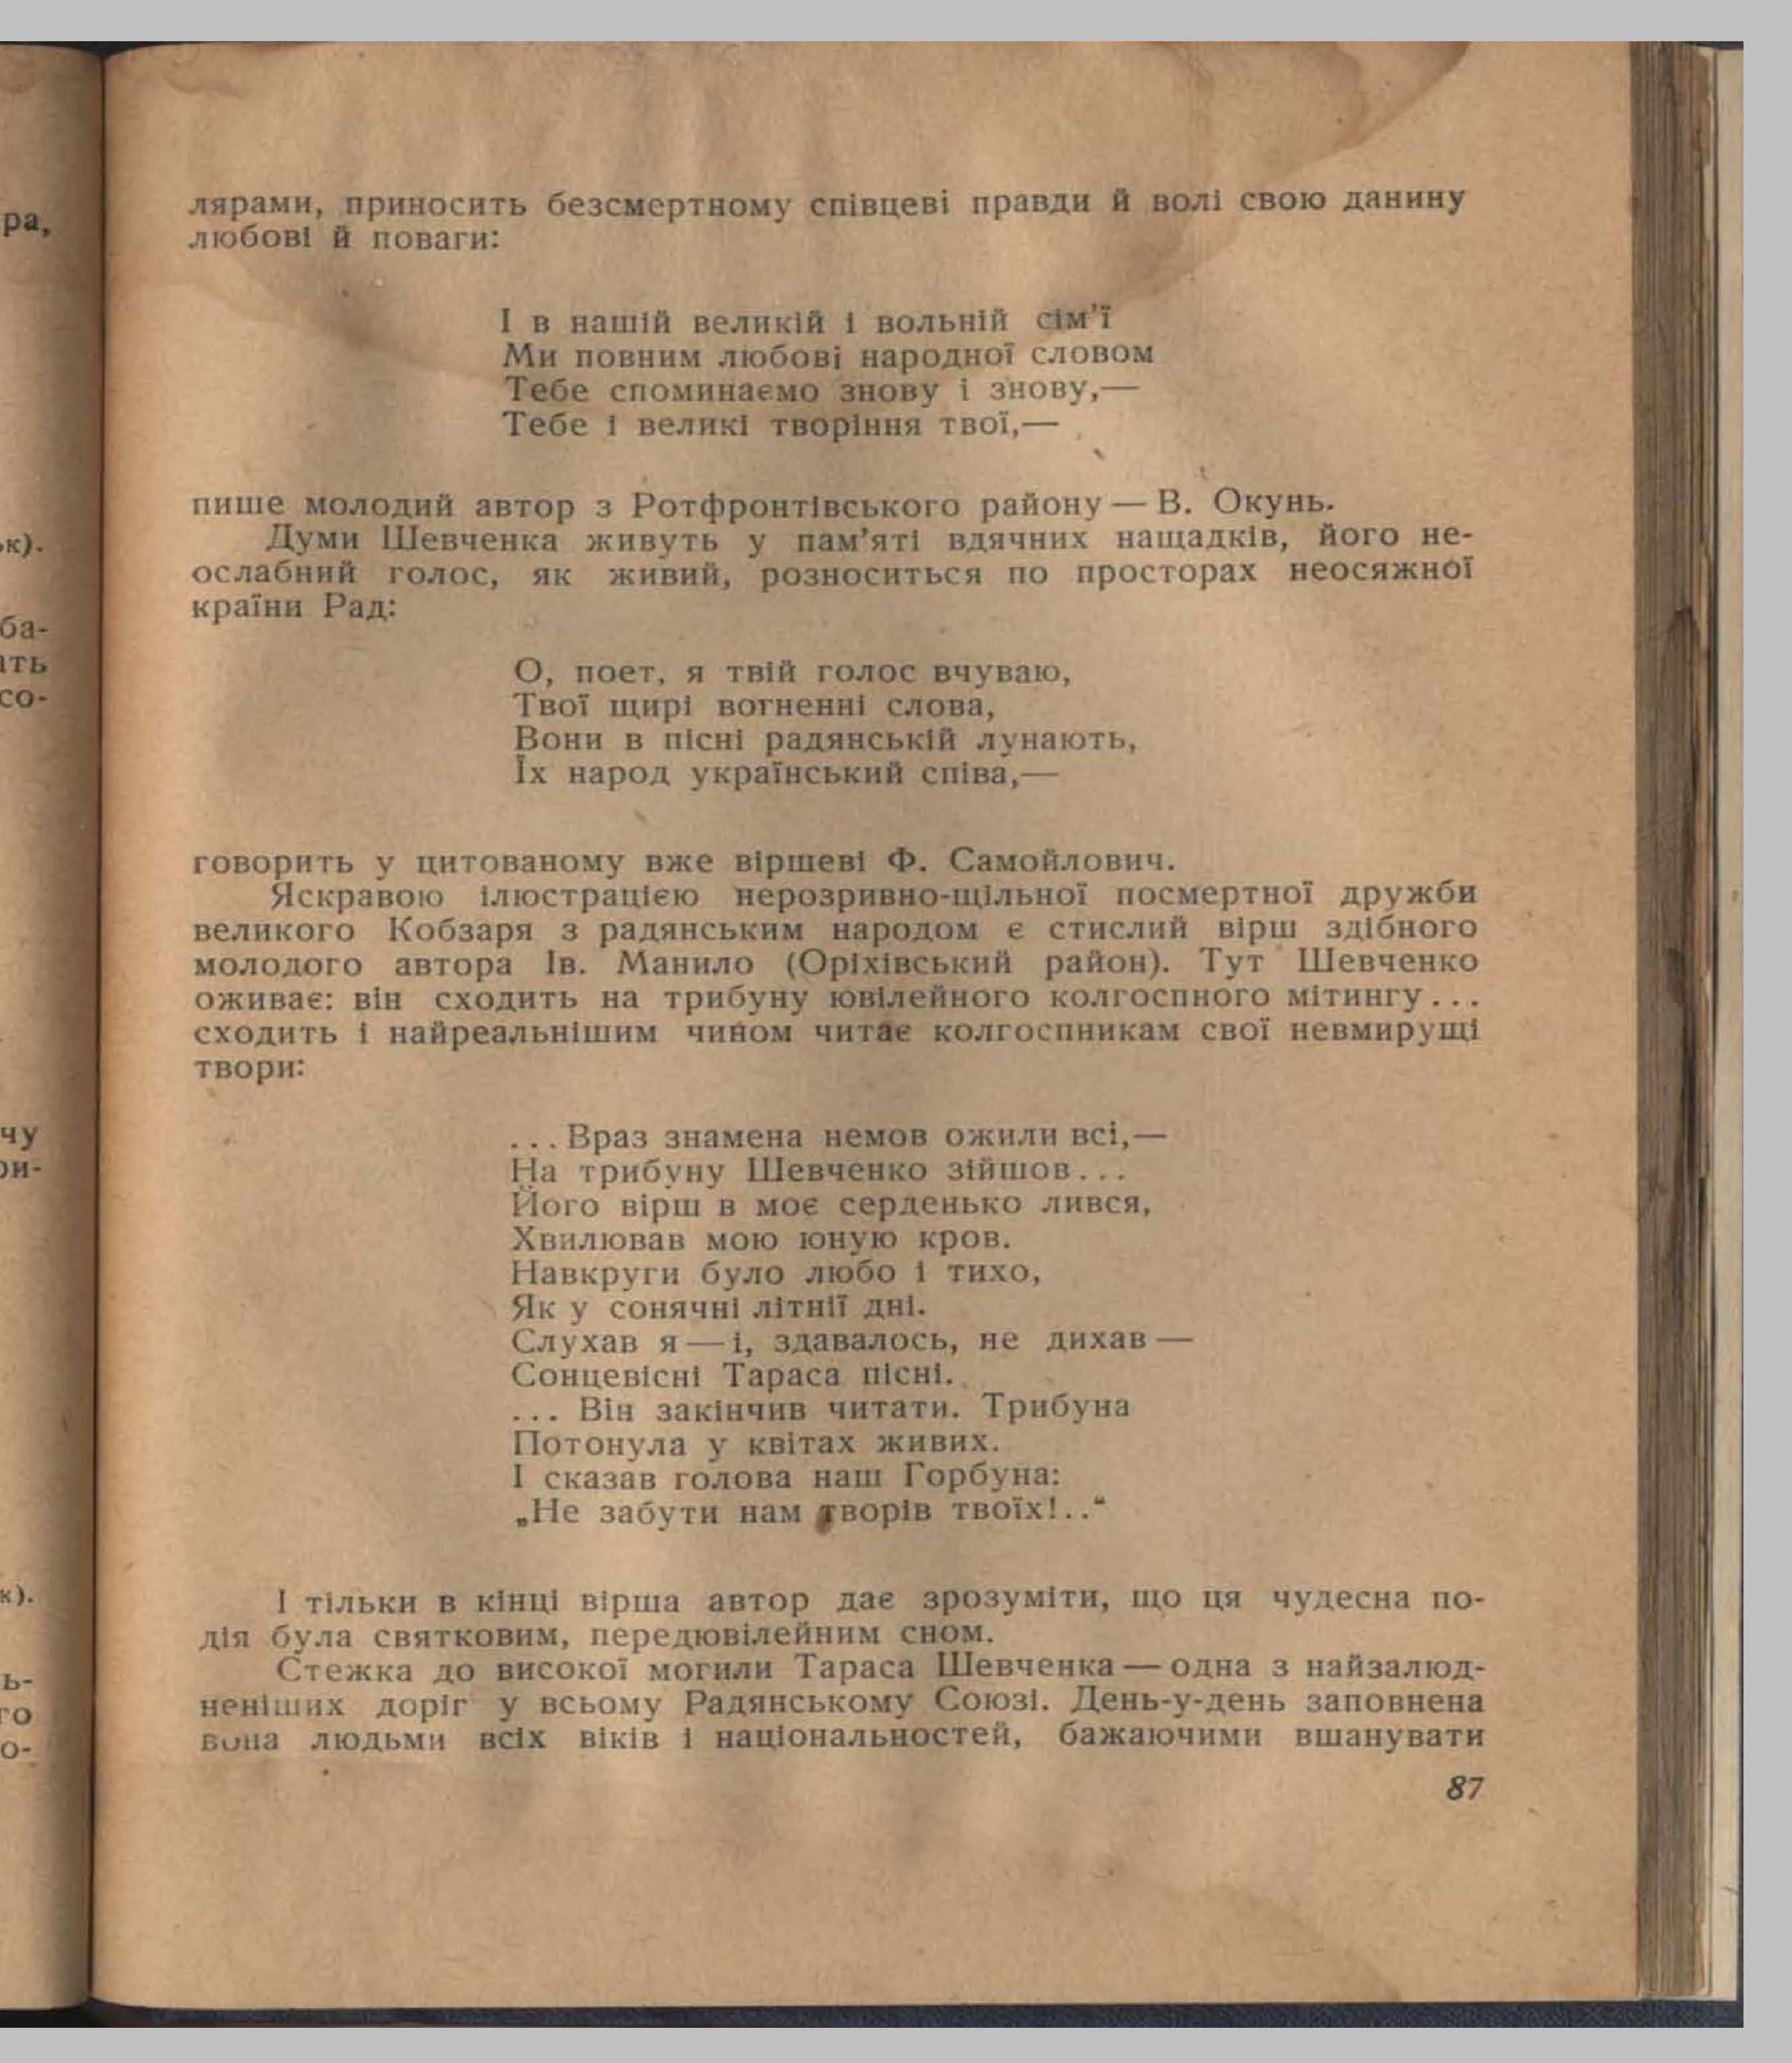 лярами, приносить безсмертному співцеві правди й волі свою данину
любові й поваги:
І в нашій великій і вольній сім’ї
Ми повним любові народної словом
Тебе споминаємо знову і знову,—
Тебе і великі творіння твої,—
пише молодий автор з Ротфронтівського району — В. Окунь.
Думи Шевченка живуть у пам’яті вдячних нащадків, його не-
ослабний голос, як живий, розноситься по просторах неосяжної
країни Рад:
О, поет, я твій голос вчуваю,
Твої щирі вогненні слова,
Вони в пісні радянській лунають,
Їх народ український співа,—
говорить у цитованому вже віршеві Ф. Самойлович.
Яскравою ілюстрацією нерозривно-щільної посмертної дружби
великого Кобзаря з радянським народом є стислий вірш здібного
молодого автора Ів. Манило (Оріхівський район). Тут Шевченко
оживає: він сходить на трибуну ювілейного колгоспного мітингу...
сходить і найреальнішим чином читає колгоспникам свої невмирущі
твори:
...Враз знамена немов ожили всі,—
На трибуну Шевченко зійшов...
Його вірш в моє серденько лився,
Хвилював мою юную кров.
Навкруги було любо і тихо,
Як у сонячні літнії дні.
Слухав я — і, здавалось, не дихав —
Сонцевісні Тараса пісні.
... Він закінчив читати. Трибуна
Потонула у квітах живих.
І сказав голова наш Горбуна:
„Не забути нам творів твоїх!..“
І тільки в кінці вірша автор дає зрозуміти, що ця чудесна по-
дія була святковим, передювілейним сном.
Стежка до високої могили Тараса Шевченка — одна з найзалюд-
неніших доріг у всьому Радянському Союзі. День-у-день заповнена
вона людьми всіх віків і національностей, бажаючими вшанувати
87